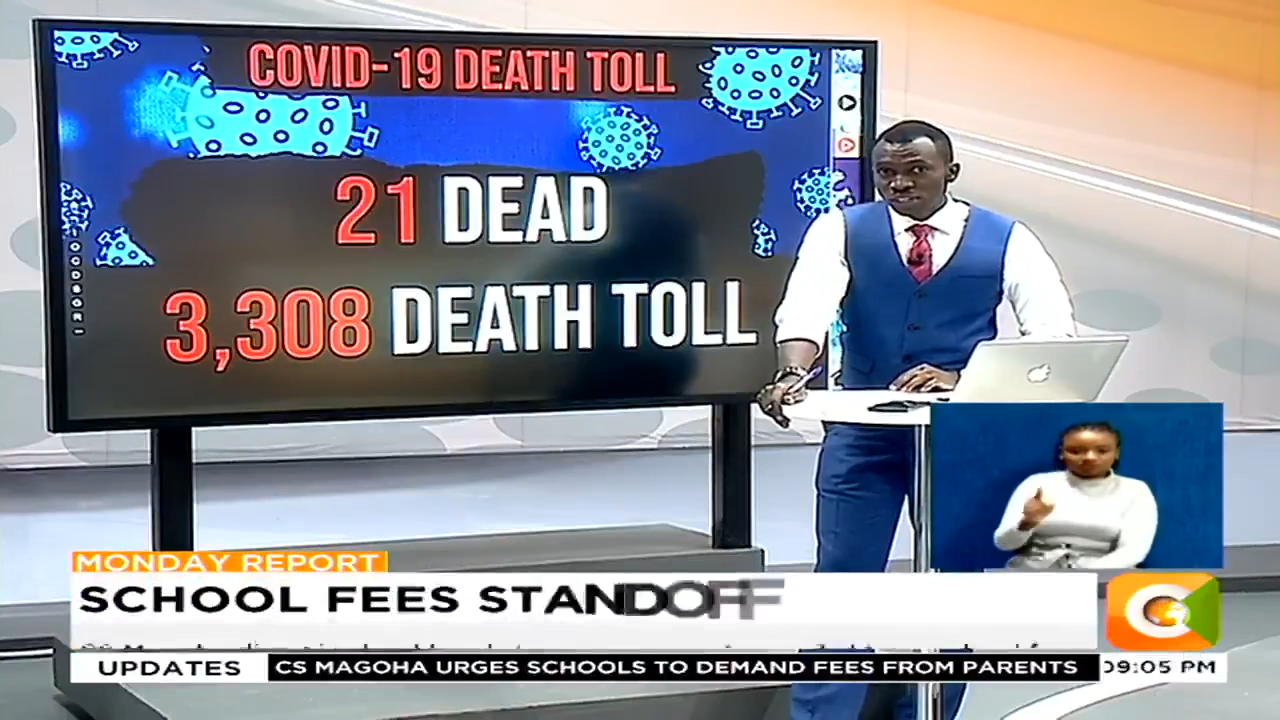 COVID-19 DEATH TOLL
21 DEAD
3,308 DEATH TOLL
MONDAY REPORT
SCHOOL FEES STANDOFF
UPDATES
CS MAGOHA URGES SCHOOLS TO DEMAND FEES FROM PARENTS
09:05 PM